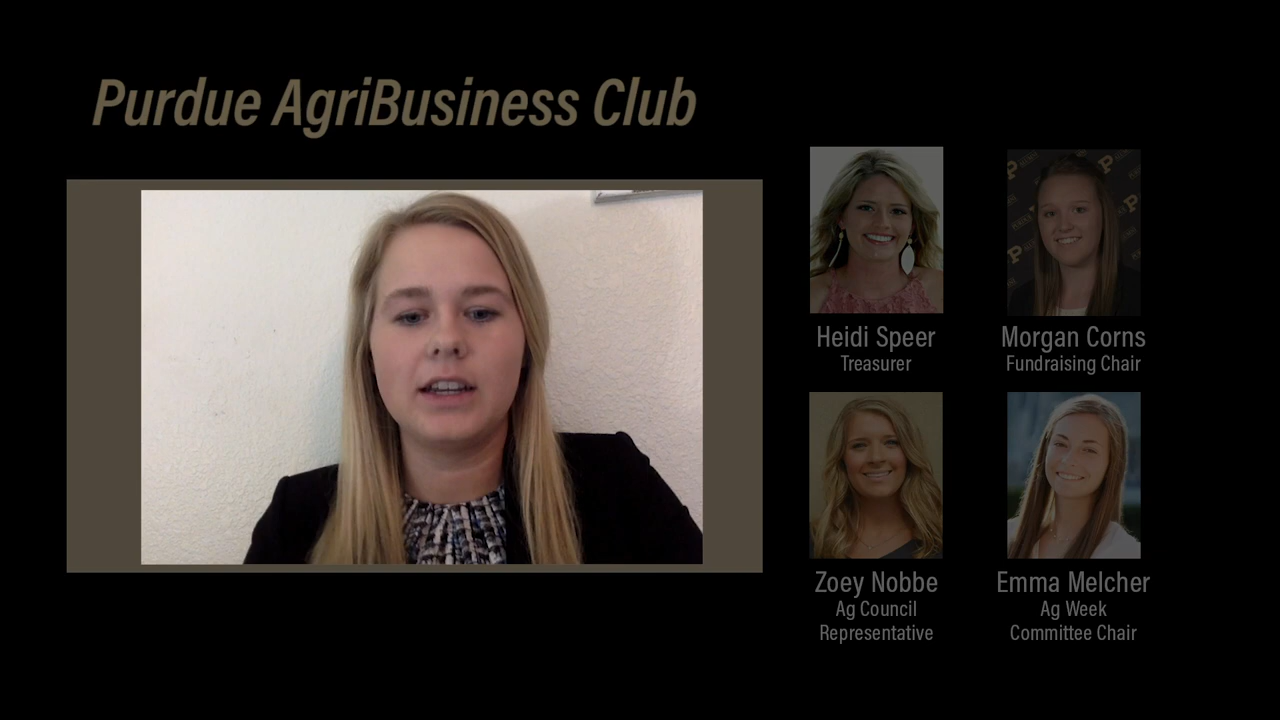 Purdue AgriBusiness Club
Heidi Speer
Treasurer
Morgan Corns
Fundraising Chair
Zoey Nobbe
Ag Council
Representative
Emma Melcher
Ag Week
Committee Chair